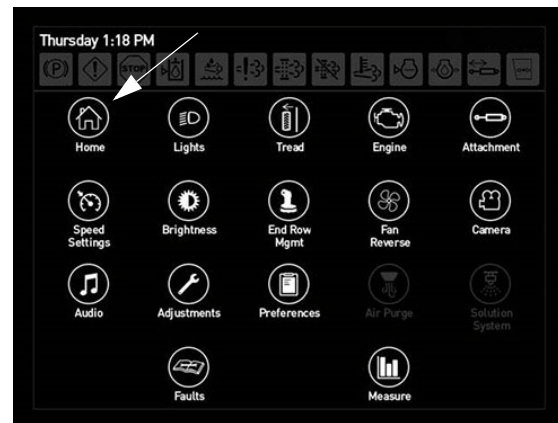 Thursday 1:18 PM
(P) STOP
Home Lights Tread Engine Attachment
Speed Brightness End Row Fan Camera
Settings Mgmt Reverse
Audio Adjustments Preferences Air Purge Solution
System
Faults Measure